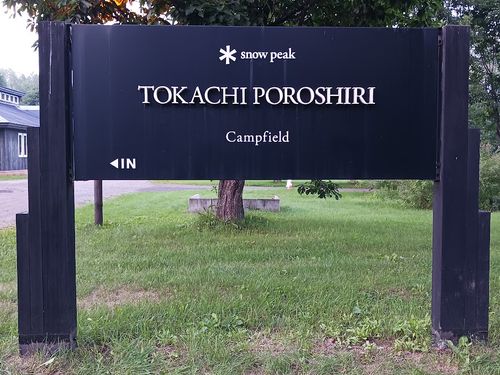 snow peak
TOKACHI POROSHIRI
Campfield
IN